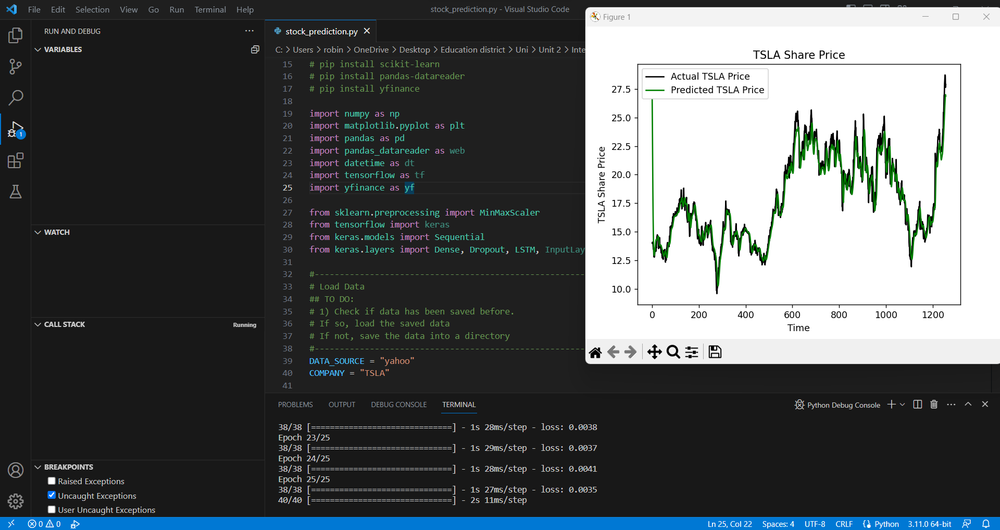 File Edit Selection View Go Run Terminal Help
stock_prediction.py - Visual Studio Code
RUN AND DEBUG
VARIABLES
WATCH
CALL STACK
Running
BREAKPOINTS
Raised Exceptions
Uncaught Exceptions
User Uncaught Exceptions
1
stock_prediction.py
C: > Users > robin > OneDrive > Desktop > Education district > Uni > Unit 2 > Inte
15 # pip install scikit-learn
16 # pip install pandas-datareader
17 # pip install yfinance
18
19 import numpy as np
20 import matplotlib.pyplot as plt
21 import pandas as pd
22 import pandas_datareader as web
23 import datetime as dt
24 import tensorflow as tf
25 import yfinance as yf
26
27 from sklearn.preprocessing import MinMaxScaler
28 from tensorflow import keras
29 from keras.models import Sequential
30 from keras.layers import Dense, Dropout, LSTM, InputLay
31
32 #------------------------------------------------------
33 # Load Data
34 ## TO DO:
35 # 1) Check if data has been saved before.
36 # If so, load the saved data
37 # If not, save the data into a directory
38 #------------------------------------------------------
39 DATA_SOURCE = "yahoo"
40 COMPANY = "TSLA"
41
Figure 1
TSLA Share Price
Actual TSLA Price
Predicted TSLA Price
TSLA Share Price
27.5
25.0
22.5
20.0
17.5
15.0
12.5
10.0
0 200 400 600 800 1000 1200
Time
PROBLEMS OUTPUT DEBUG CONSOLE TERMINAL
Python Debug Console
38/38 [==============================] - 1s 28ms/step - loss: 0.0038
Epoch 23/25
38/38 [==============================] - 1s 29ms/step - loss: 0.0037
Epoch 24/25
38/38 [==============================] - 1s 28ms/step - loss: 0.0041
Epoch 25/25
38/38 [==============================] - 1s 27ms/step - loss: 0.0035
40/40 [==============================] - 2s 11ms/step
0 0
Ln 25, Col 22 Spaces: 4 UTF-8 CRLF Python 3.11.0 64-bit